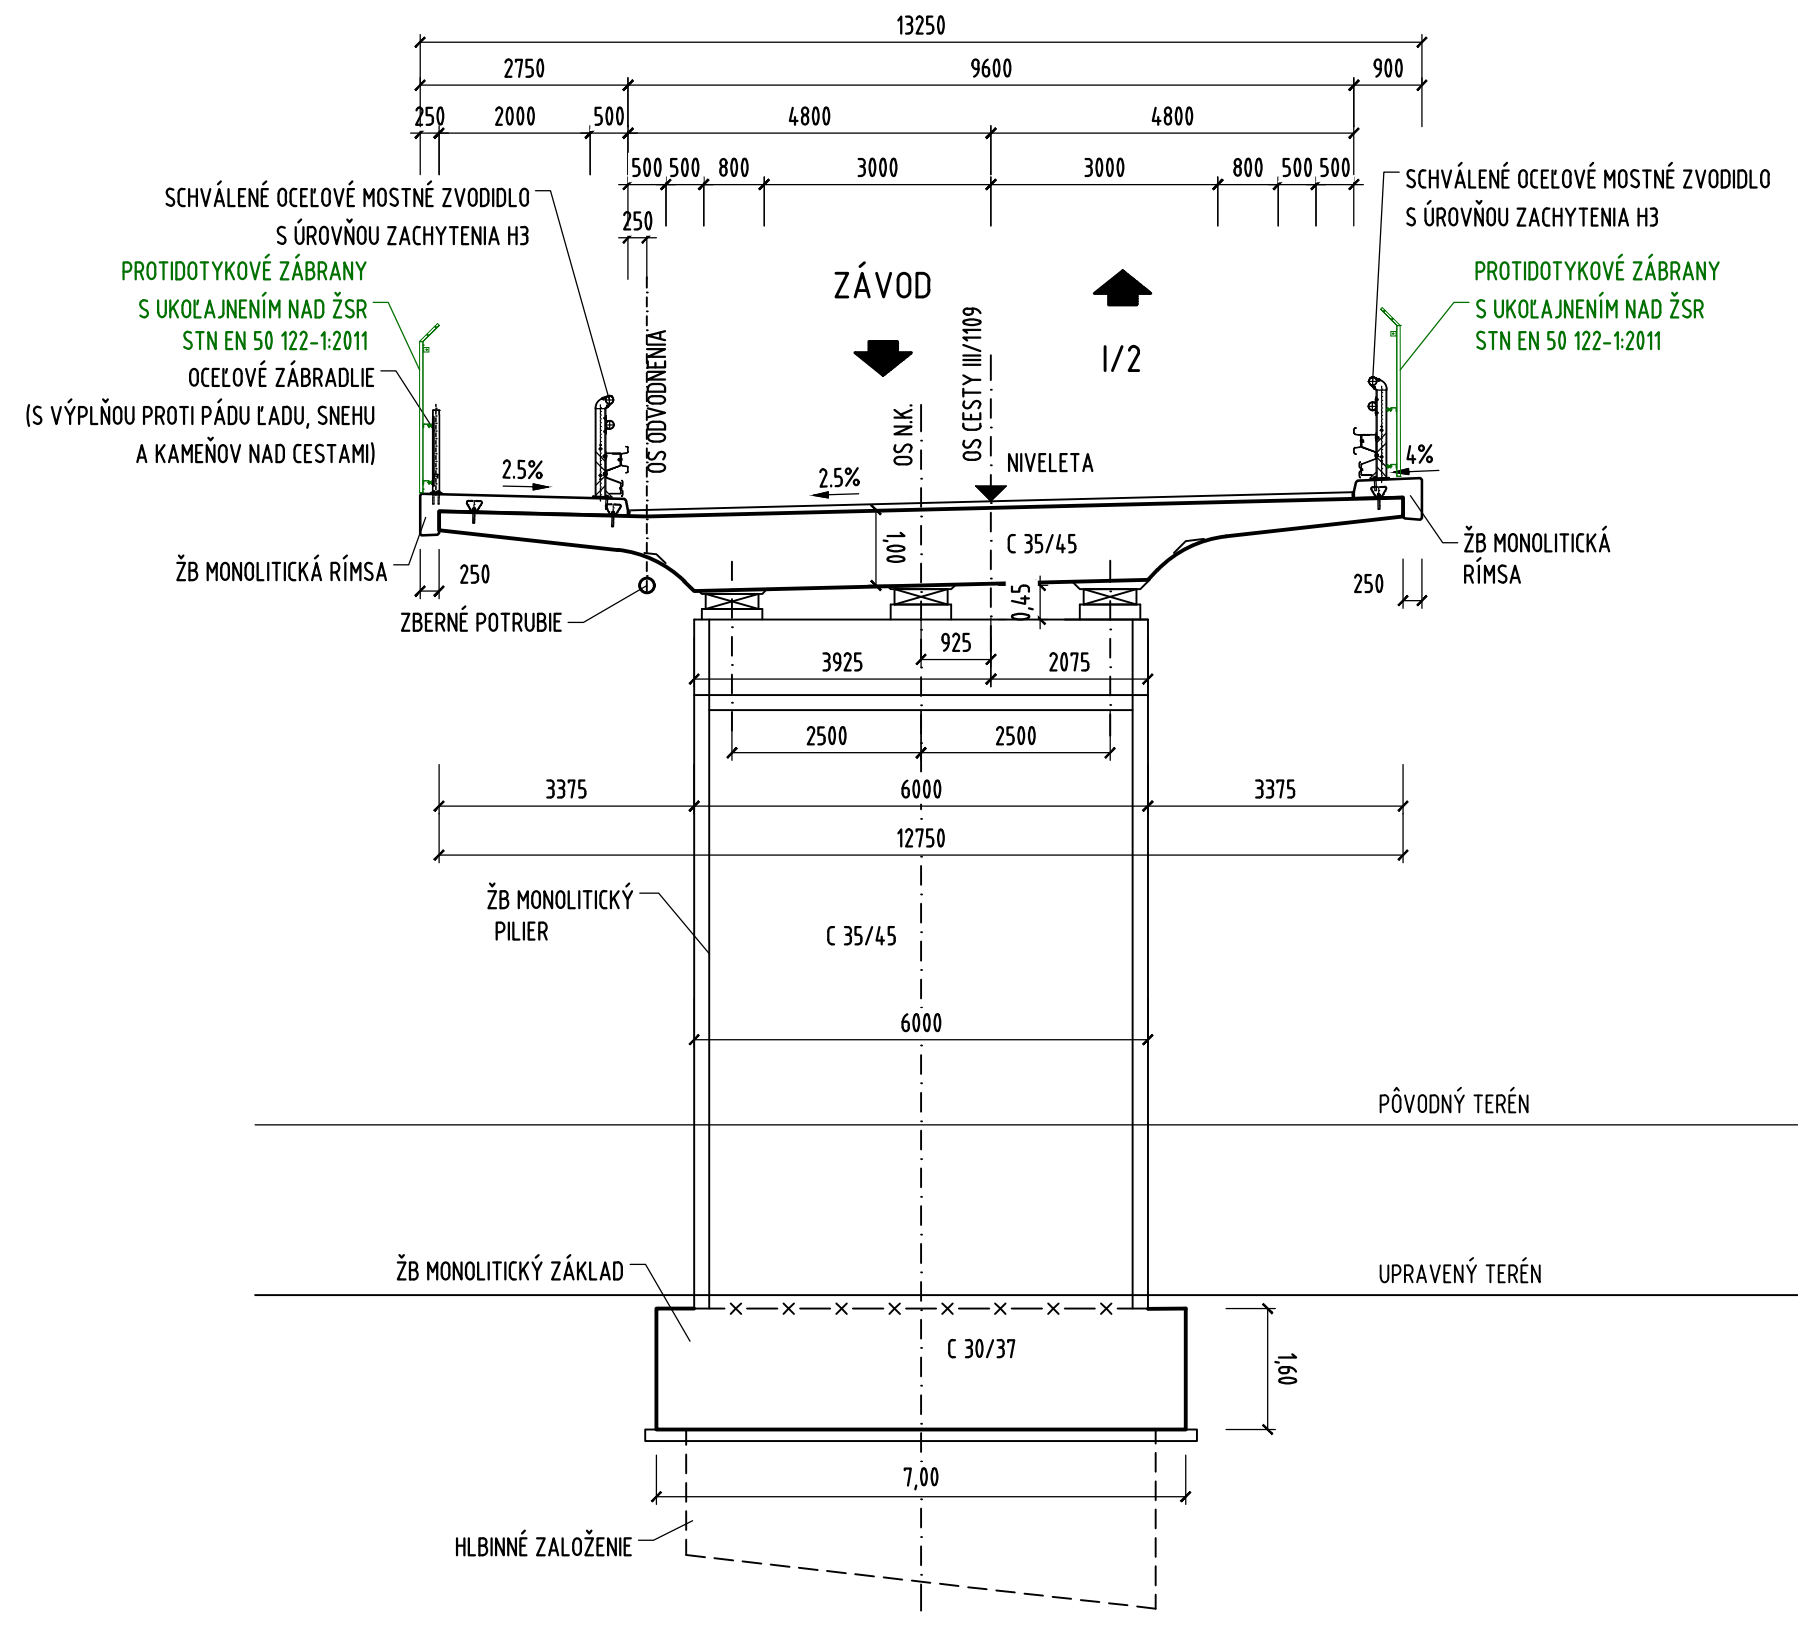 13250
2750 9600 900
250 2000 500 4800 4800
500 500 800 3000 3000 800 500 500
250
SCHVÁLENÉ OCEĽOVÉ MOSTNÉ ZVODIDLO
S ÚROVŇOU ZACHYTENIA H3
SCHVÁLENÉ OCEĽOVÉ MOSTNÉ ZVODIDLO
S ÚROVŇOU ZACHYTENIA H3
PROTIDOTYKOVÉ ZÁBRANY
S UKOĽAJNENÍM NAD ŽSR
STN EN 50 122-1:2011
PROTIDOTYKOVÉ ZÁBRANY
S UKOĽAJNENÍM NAD ŽSR
STN EN 50 122-1:2011
OCEĽOVÉ ZÁBRADLIE
(S VÝPLŇOU PROTI PÁDU ĽADU, SNEHU
A KAMEŇOV NAD CESTAMI)
ZÁVOD
I/2
OS ODVODNENIA
OS N.K.
OS CESTY III/1109
NIVELETA
2.5%
2.5%
4%
1,00
C 35/45
0,45
ŽB MONOLITICKÁ RÍMSA
250
ZBERNÉ POTRUBIE
ŽB MONOLITICKÁ
RÍMSA
250
925
3925 2075
2500 2500
3375 6000 3375
12750
ŽB MONOLITICKÝ
PILIER
C 35/45
6000
PÔVODNÝ TERÉN
ŽB MONOLITICKÝ ZÁKLAD
UPRAVENÝ TERÉN
C 30/37
1,60
7,00
HLBINNÉ ZALOŽENIE